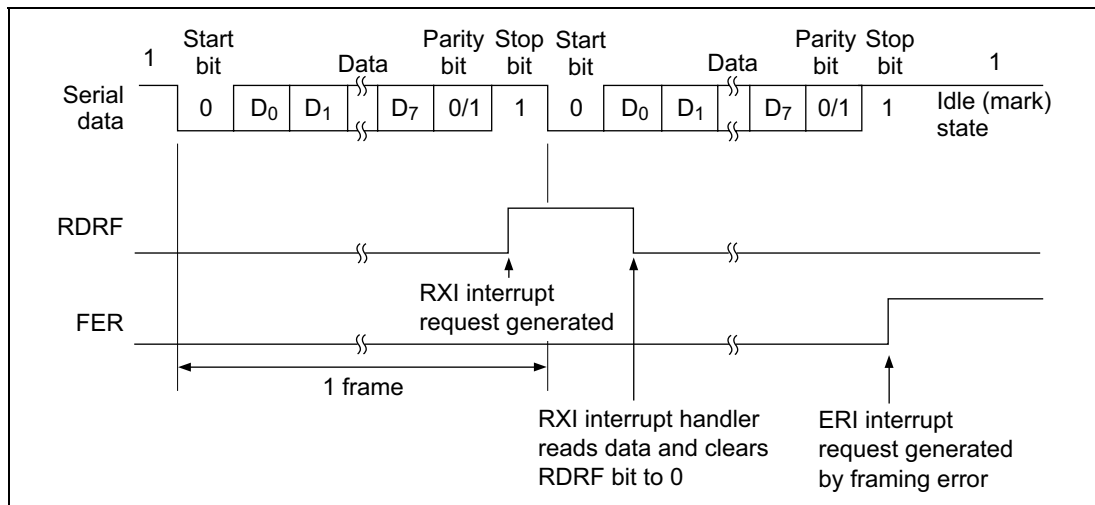 1
Start bit
Data
Parity bit
Stop bit
Start bit
Data
Parity bit
Stop bit
1
Serial data
0 D0 D1 D7 0/1 1 0 D0 D1 D7 0/1 1
Idle (mark) state
RDRF
RXI interrupt
request generated
FER
1 frame
RXI interrupt handler
reads data and clears
RDRF bit to 0
ERI interrupt
request generated
by framing error